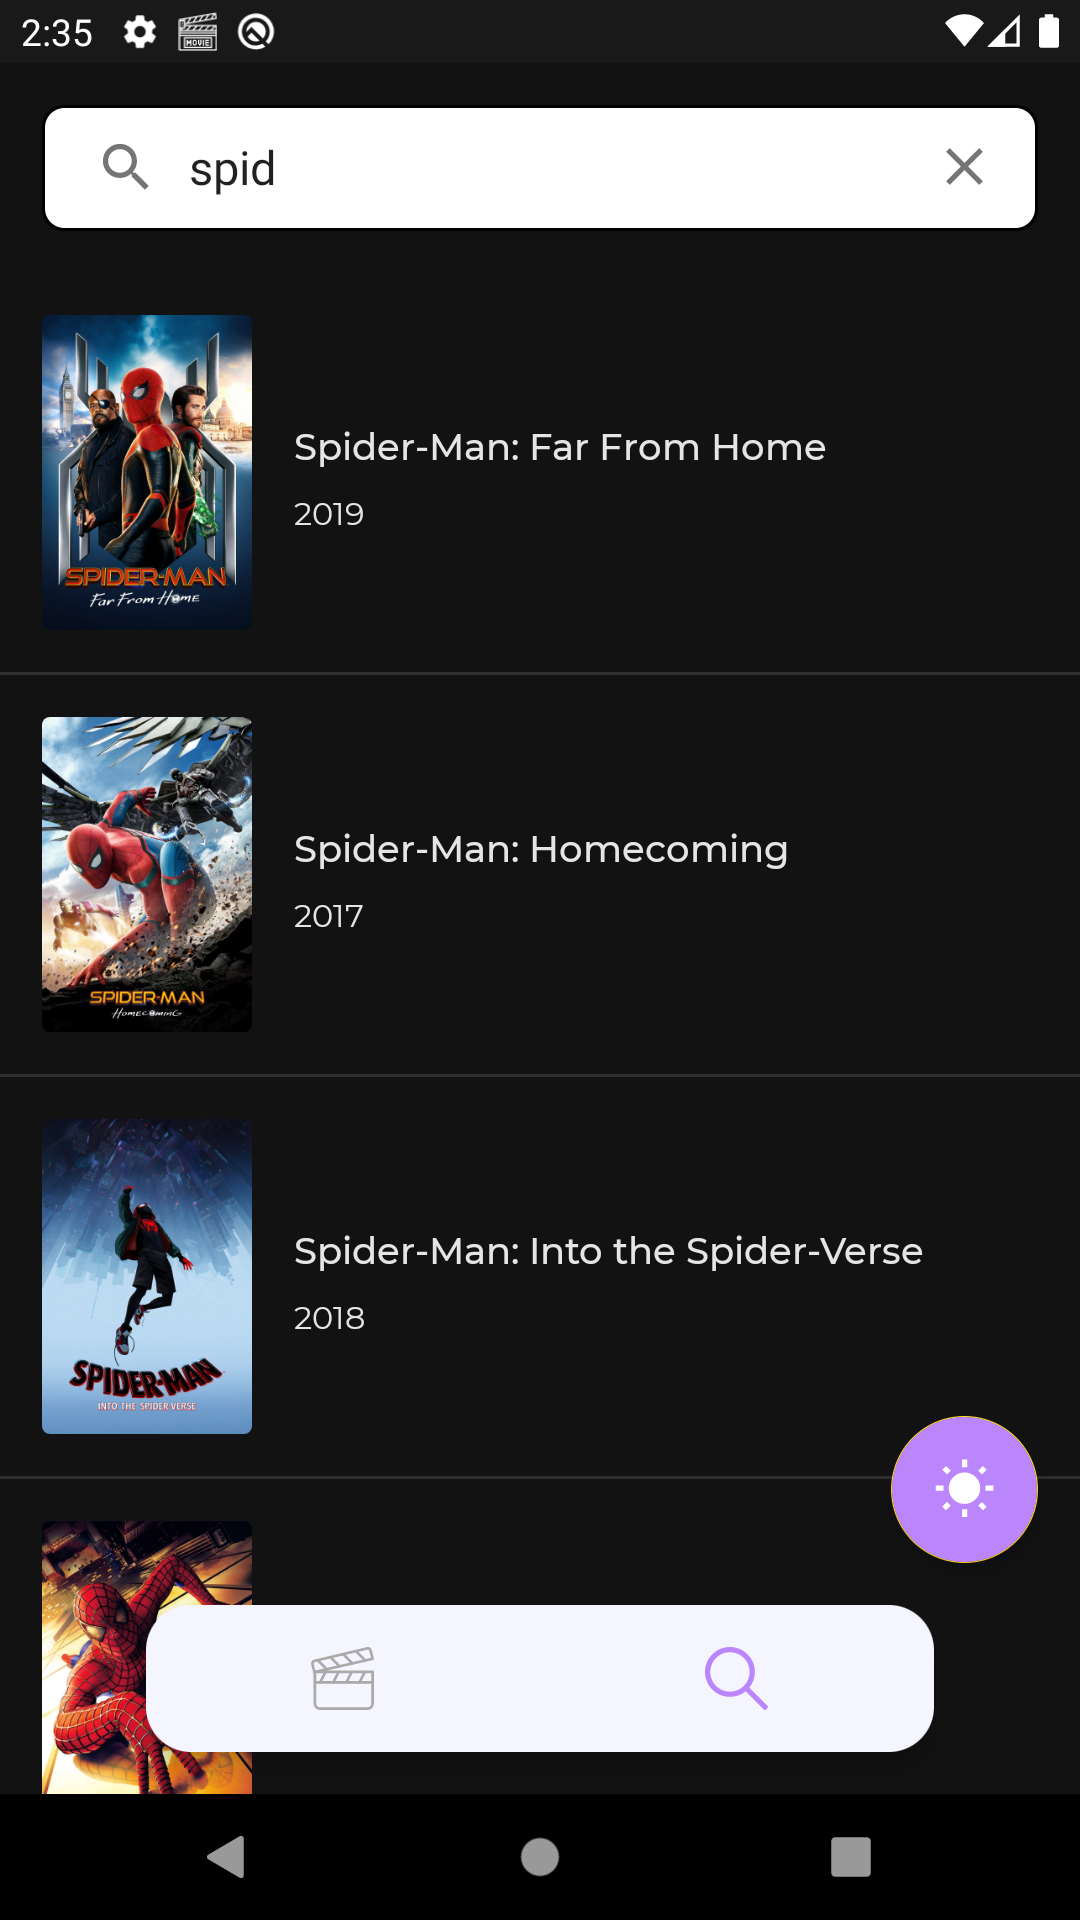 2:35
MOVIE
spid
SPIDER-MAN
Far From Home
Spider-Man: Far From Home
2019
SPIDER-MAN
HOMECOMING
Spider-Man: Homecoming
2017
SPIDER-MAN
INTO THE SPIDER-VERSE
Spider-Man: Into the Spider-Verse
2018